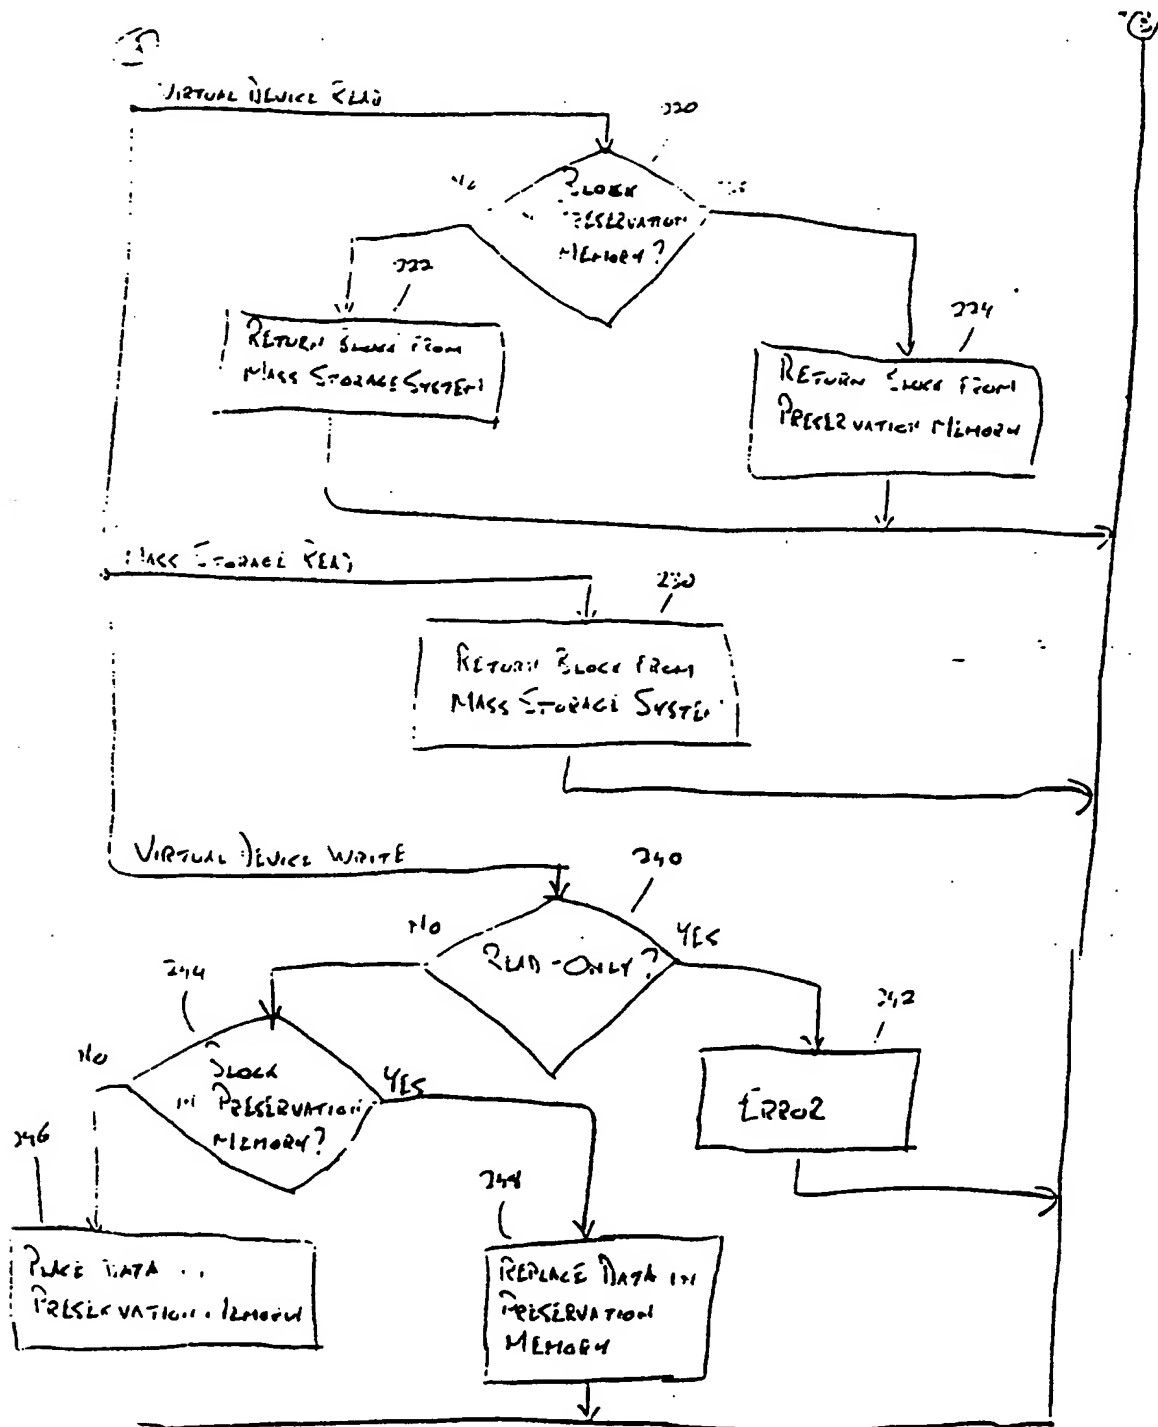 VIRTUAL DEVICE READ
220
BLOCK
PRESERVATION
MEMORY?
222
224
RETURN BLOCK FROM
MASS STORAGE SYSTEM
RETURN BLOCK FROM
PRESERVATION MEMORY
MASS STORAGE READ
230
RETURN BLOCK FROM
MASS STORAGE SYSTEM
VIRTUAL DEVICE WRITE
240
NO
YES
READ-ONLY?
244
242
NO
BLOCK
IN PRESERVATION
MEMORY?
YES
ERROR
246
248
PLACE DATA
PRESERVATION MEMORY
REPLACE DATA IN
PRESERVATION
MEMORY